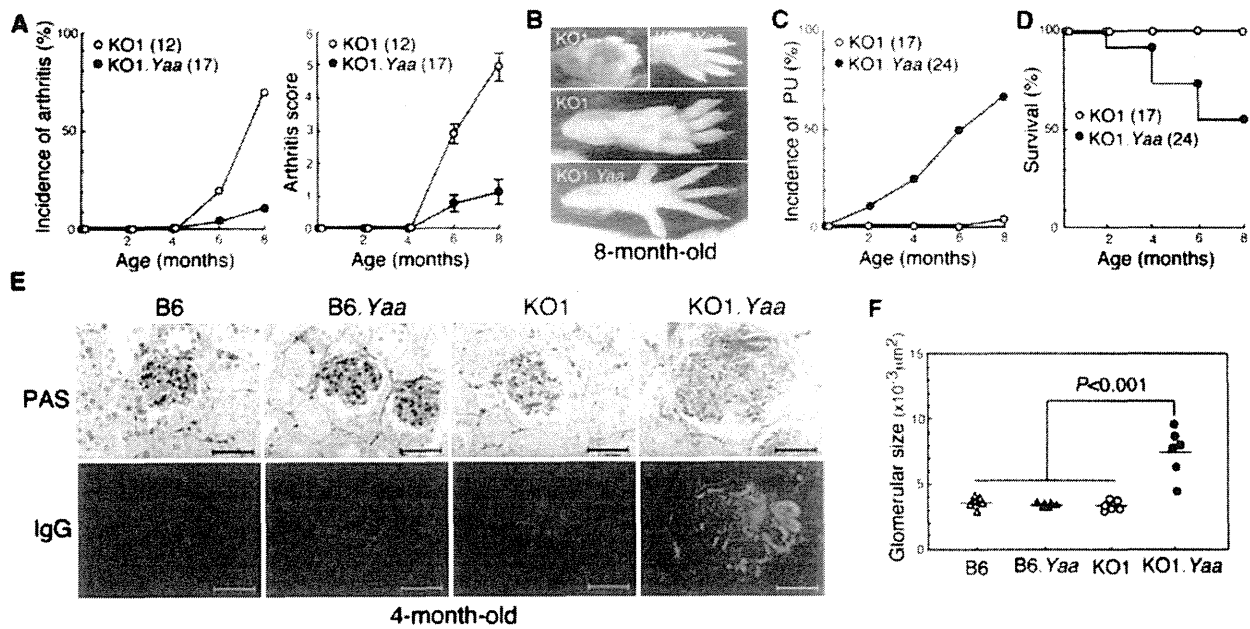 A
Incidence of arthritis (%)
100
50
0
KO1 (12)
KO1.Yaa (17)
2 4 6 8
Age (months)
Arthritis score
6
5
4
3
2
1
0
KO1 (12)
KO1.Yaa (17)
2 4 6 8
Age (months)
B
KO1
KO1
KO1.Yaa
8-month-old
C
Incidence of PU (%)
100
50
0
KO1 (17)
KO1.Yaa (24)
2 4 6 8
Age (months)
D
Survival (%)
100
50
0
KO1 (17)
KO1.Yaa (24)
2 4 6 8
Age (months)
E
B6 B6.Yaa KO1 KO1.Yaa
PAS
IgG
4-month-old
F
Glomerular size (x10⁻³μm²)
15
10
5
0
P<0.001
B6 B6.Yaa KO1 KO1.Yaa